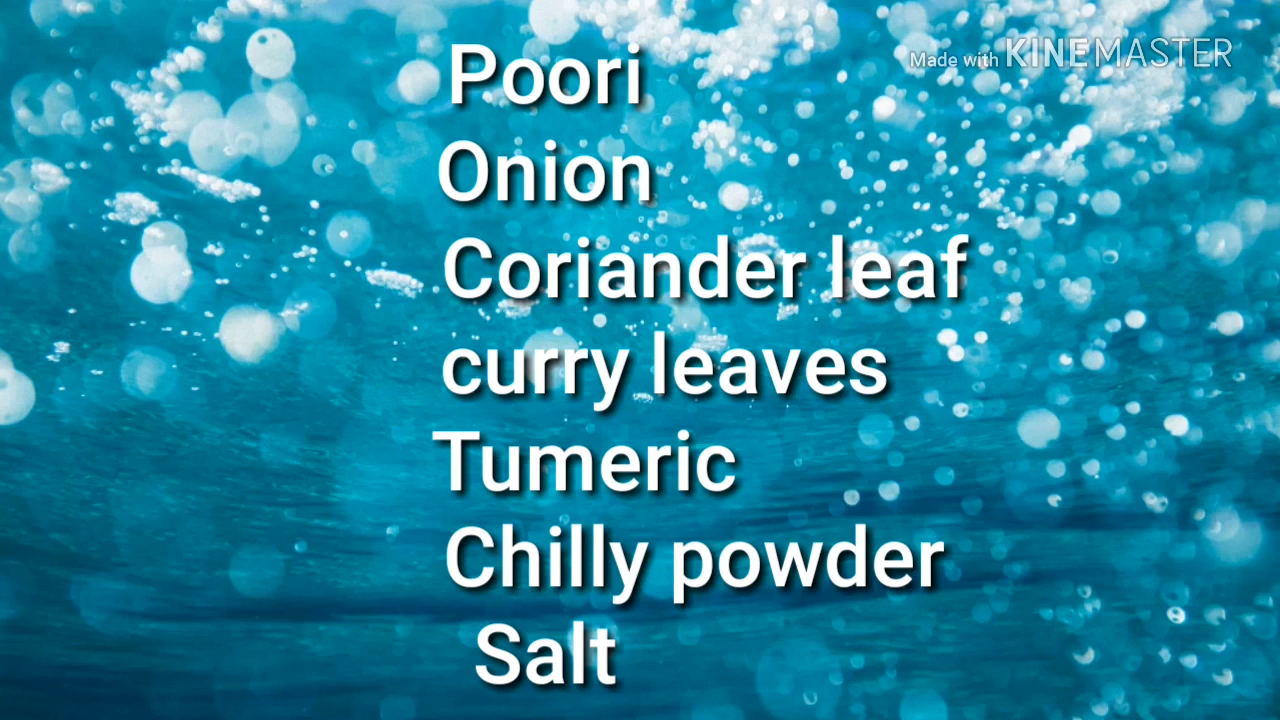 Made with KINEMASTER
Poori
Onion
Coriander leaf
curry leaves
Tumeric
Chilly powder
Salt